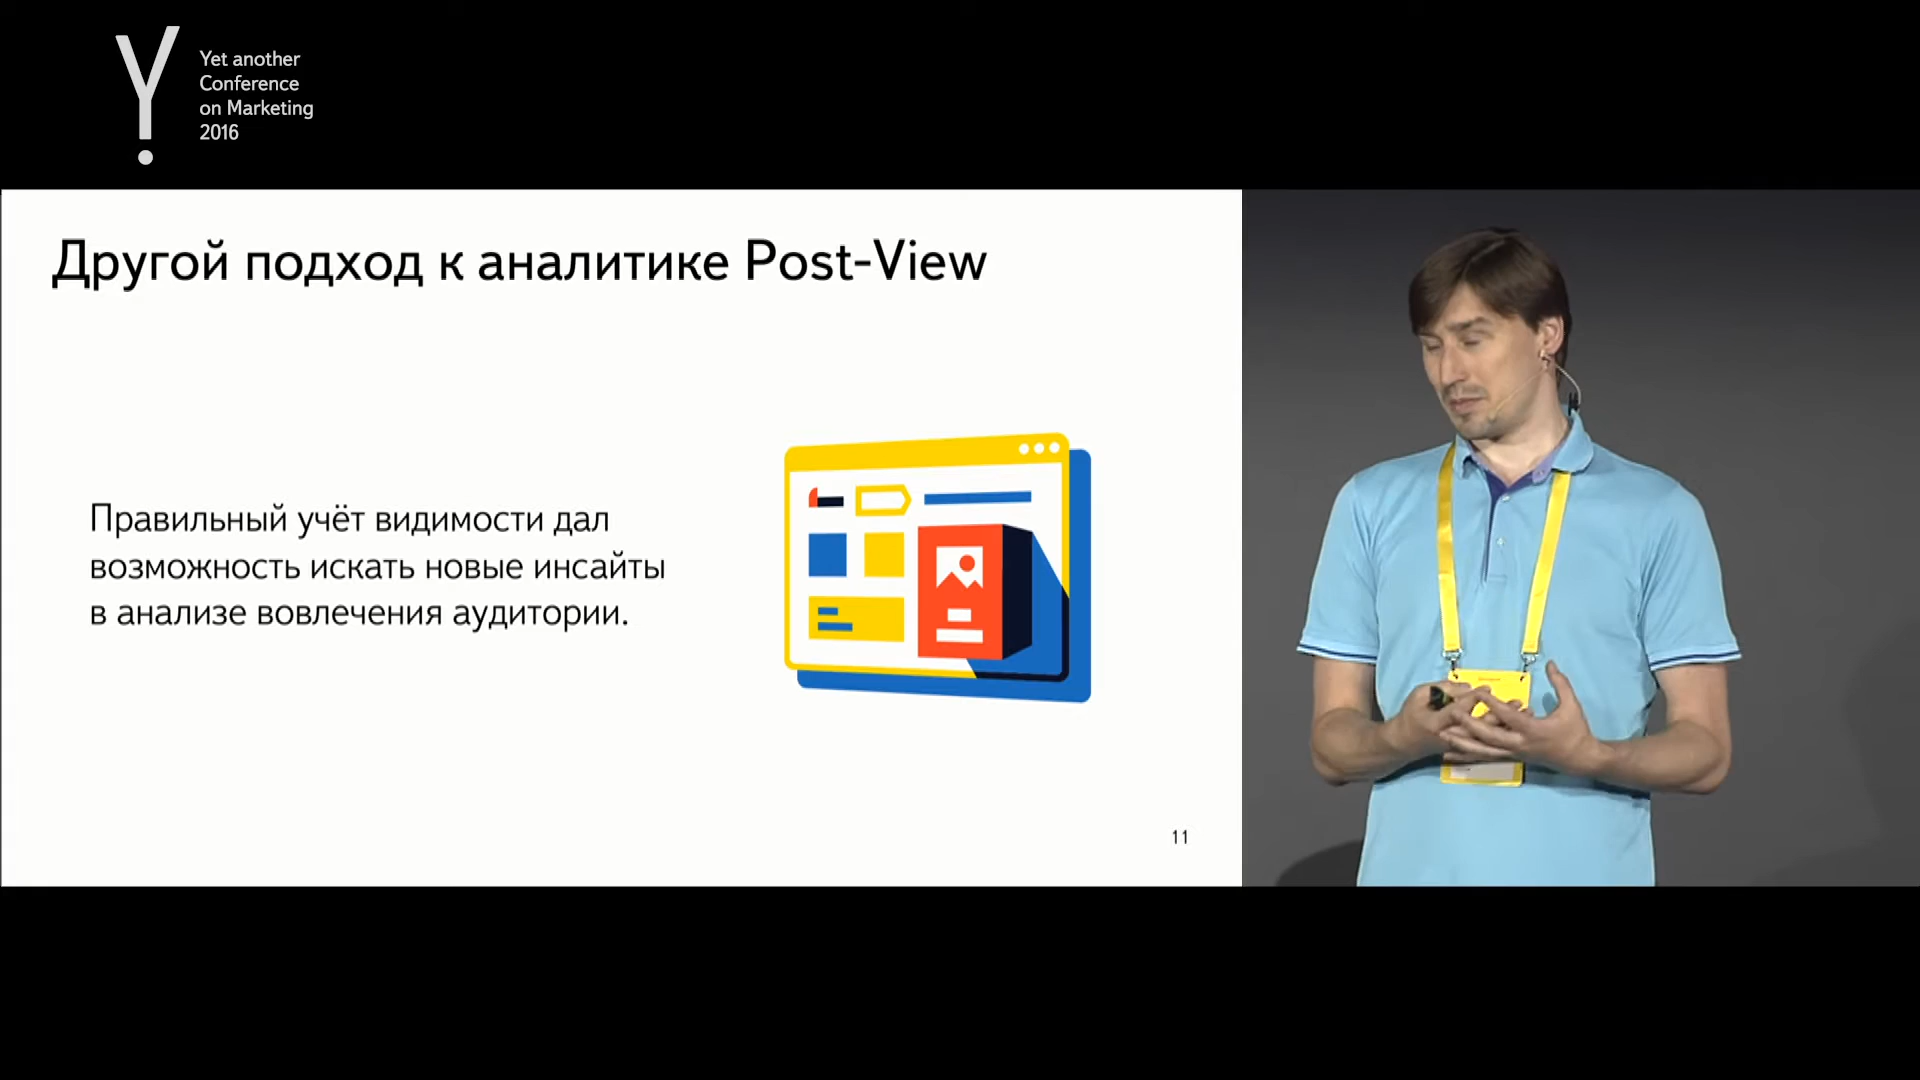 Yet another
Conference
on Marketing
2016
Другой подход к аналитике Post-View
Правильный учёт видимости дал
возможность искать новые инсайты
в анализе вовлечения аудитории.
11